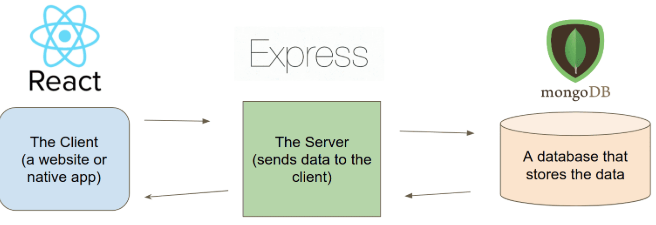 React
Express
mongoDB
The Client
(a website or
native app)
The Server
(sends data to the
client)
A database that
stores the data